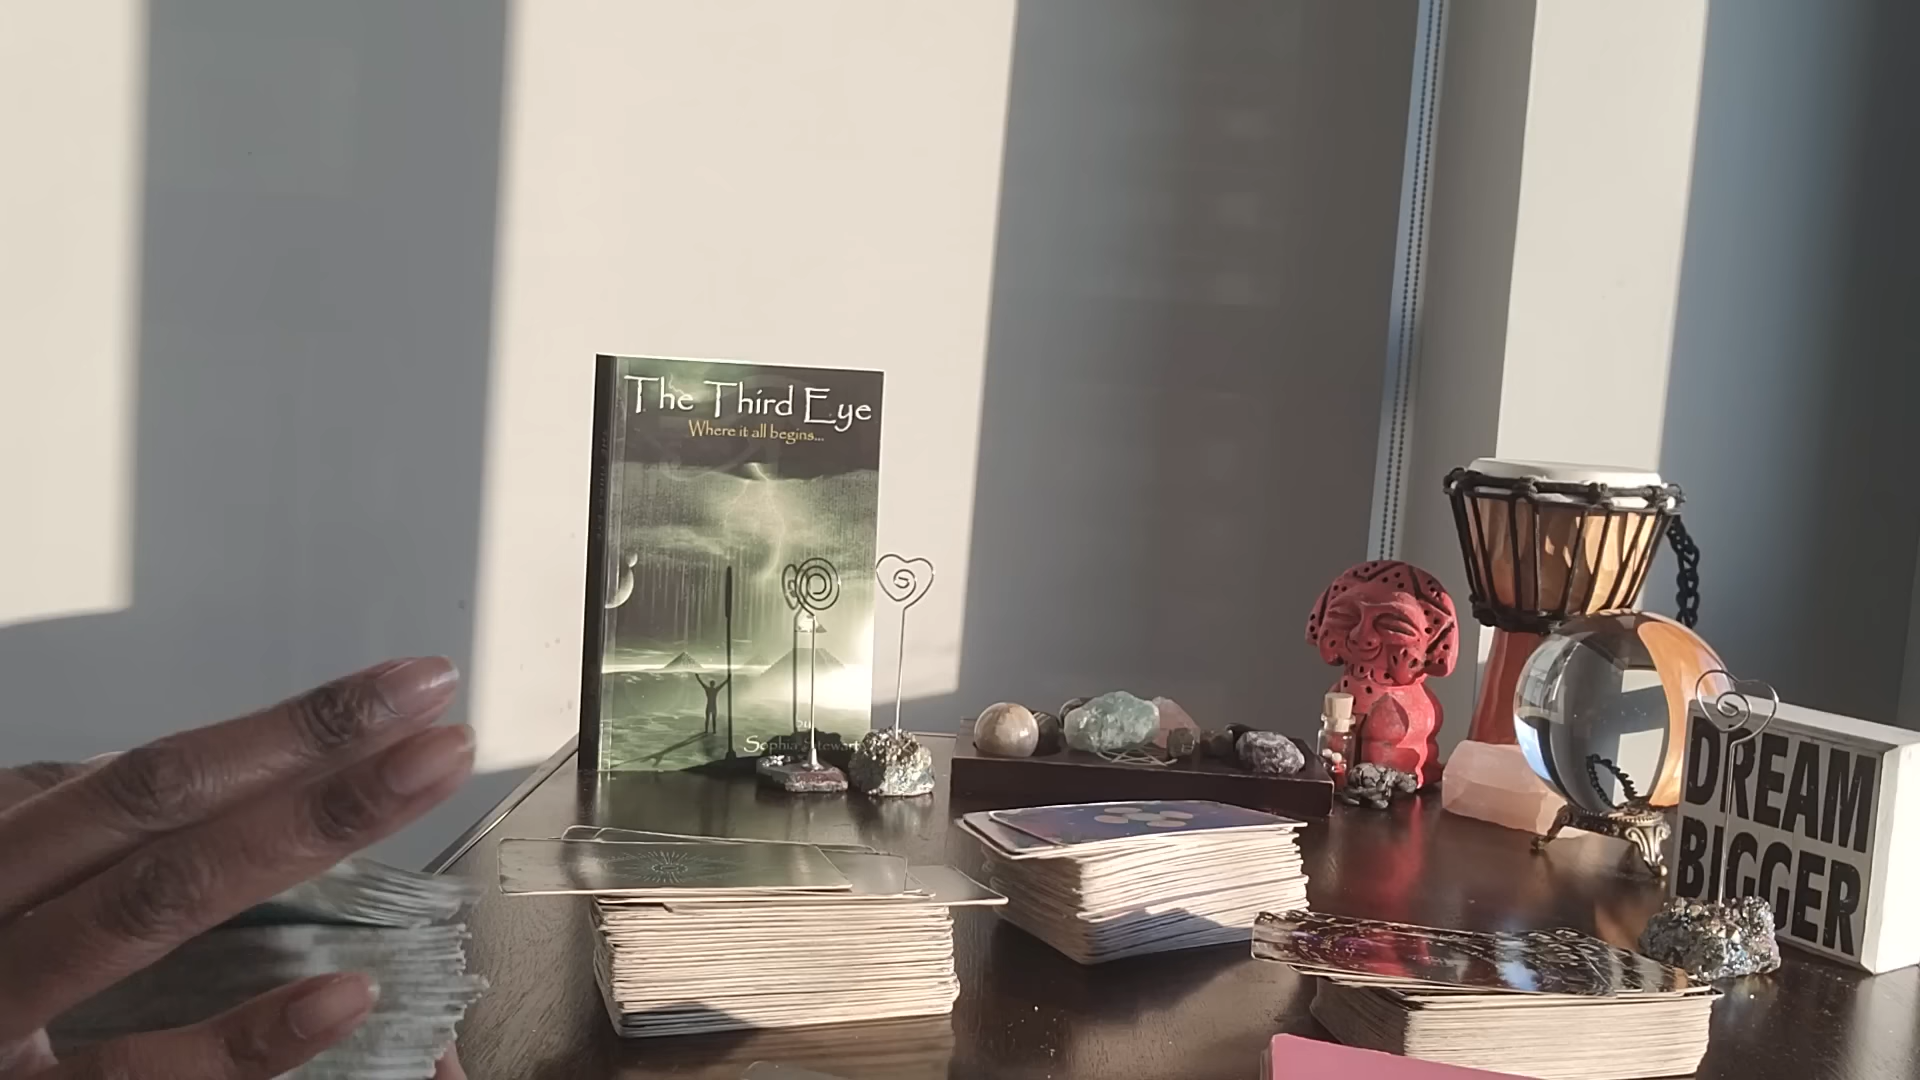 The Third Eye
Where it all begins...
Sophia Stewart
DREAM
BIGGER